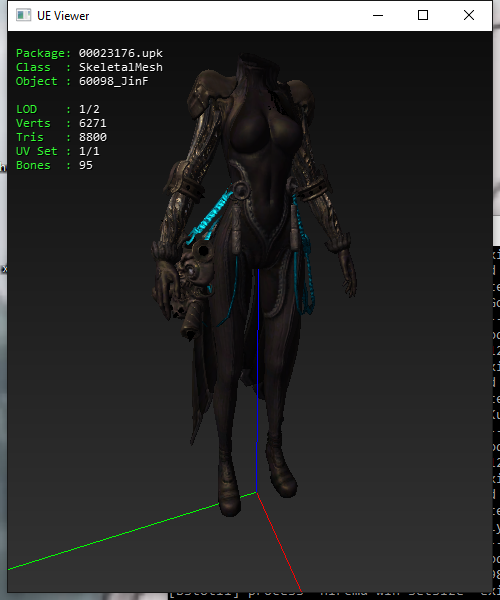 UE Viewer
Package: 00023176.upk
Class  : SkeletalMesh
Object : 60098_JinF
LOD    : 1/2
Verts  : 6271
Tris   : 8800
UV Set : 1/1
Bones  : 95